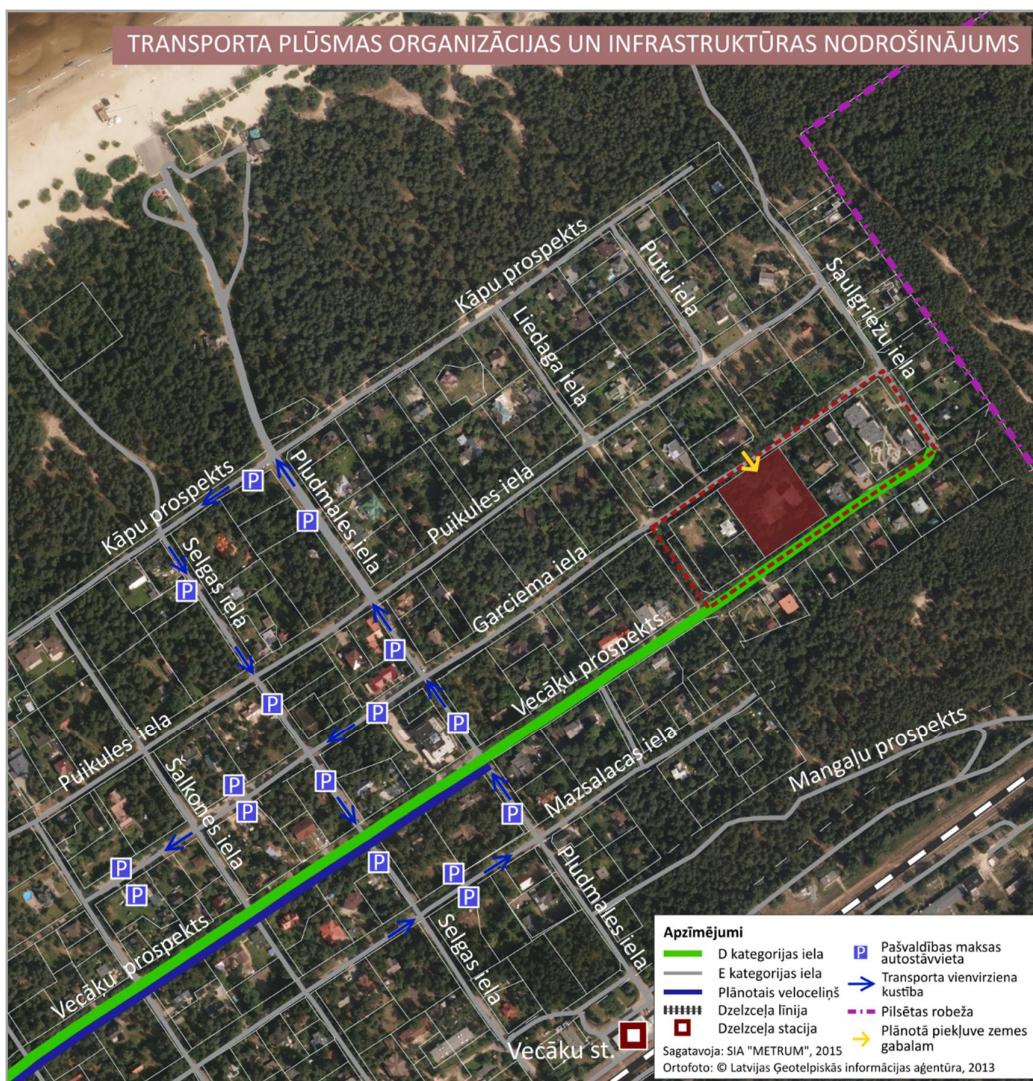 TRANSPORTA PLŪSMAS ORGANIZĀCIJAS UN INFRASTRUKTŪRAS NODROŠINĀJUMS
Kāpu prospekts
Putu iela
Liedaga iela
Saulgriežu iela
Kāpu prospekts
P
P
Pludmales iela
Puikules iela
Selgas iela
P
Garciema iela
P
Vecāķu prospekts
P
P
P
Puikules iela
Šalkones iela
P
P
P
Mazsalacas iela
Mangaļu prospekts
P
P
P
P
P
P
P
Vecāķu prospekts
Selgas iela
Pludmales iela
Vecāķu st.
Apzīmējumi
D kategorijas iela
E kategorijas iela
Plānotais veloceliņš
Dzelzceļa līnija
Dzelzceļa stacija
P Pašvaldības maksas
autostāvvieta
Transporta vienvirziena
kustība
Pilsētas robeža
Plānotā piekļuve zemes
gabalam
Sagatavoja: SIA "METRUM", 2015
Ortofoto: © Latvijas Ģeotelpiskās informācijas aģentūra, 2013